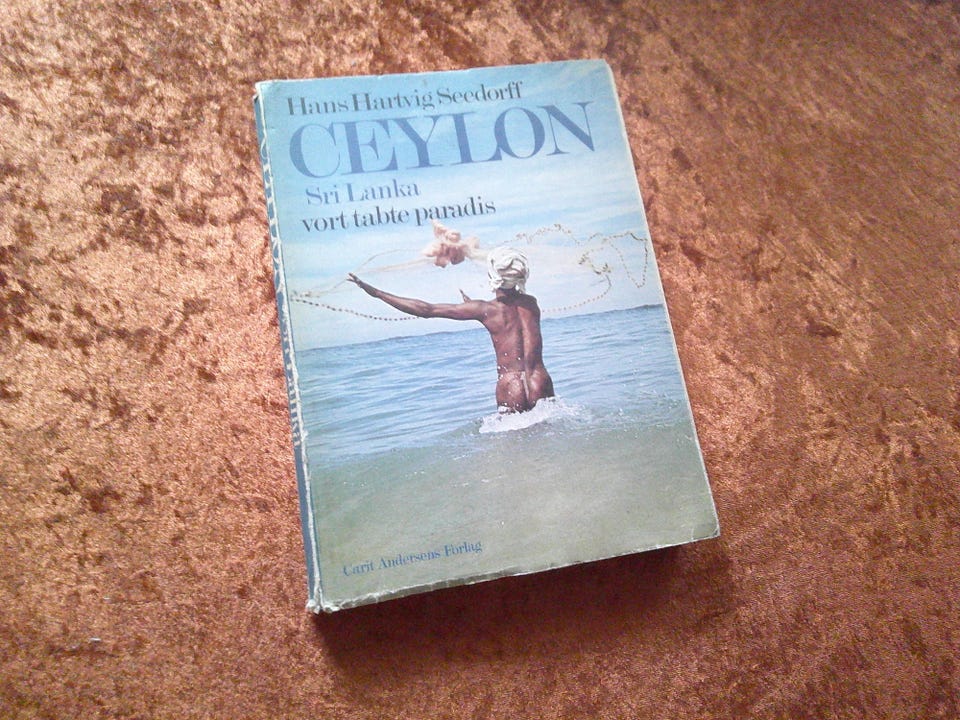 Hans Hartvig Seedorff
CEYLON
Sri Lanka
vort tabte paradis
Carit Andersens Forlag